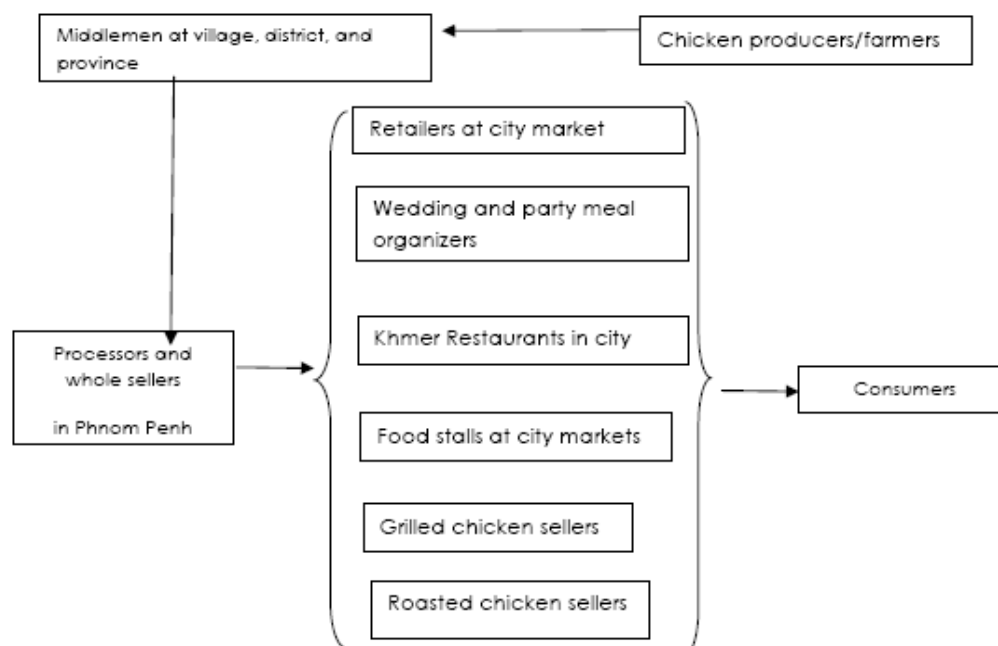 Middlemen at village, district, and
province
Chicken producers/farmers
Retailers at city market
Wedding and party meal
organizers
Khmer Restaurants in city
Processors and
whole sellers
in Phnom Penh
Consumers
Food stalls at city markets
Grilled chicken sellers
Roasted chicken sellers